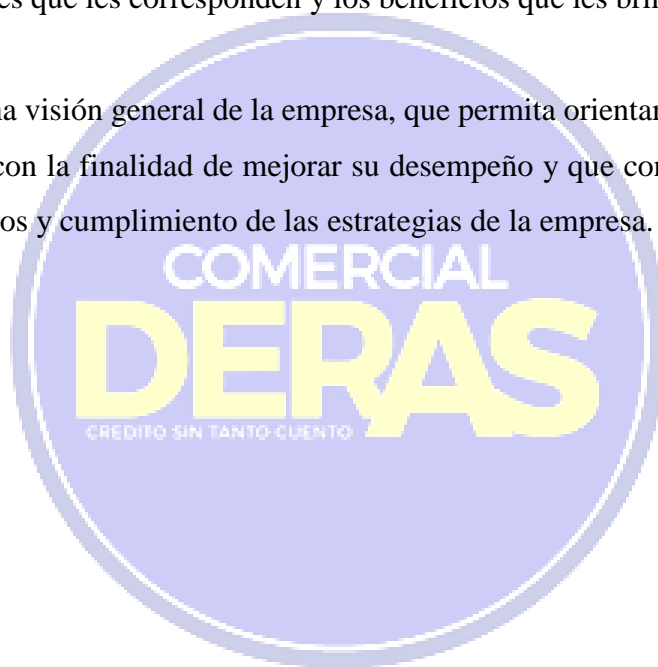 es que les corresponden y los beneficios que les brin
na visión general de la empresa, que permita orientar
con la finalidad de mejorar su desempeño y que con
os y cumplimiento de las estrategias de la empresa.
COMERCIAL
DERAS
CREDITO SIN TANTO CUENTO